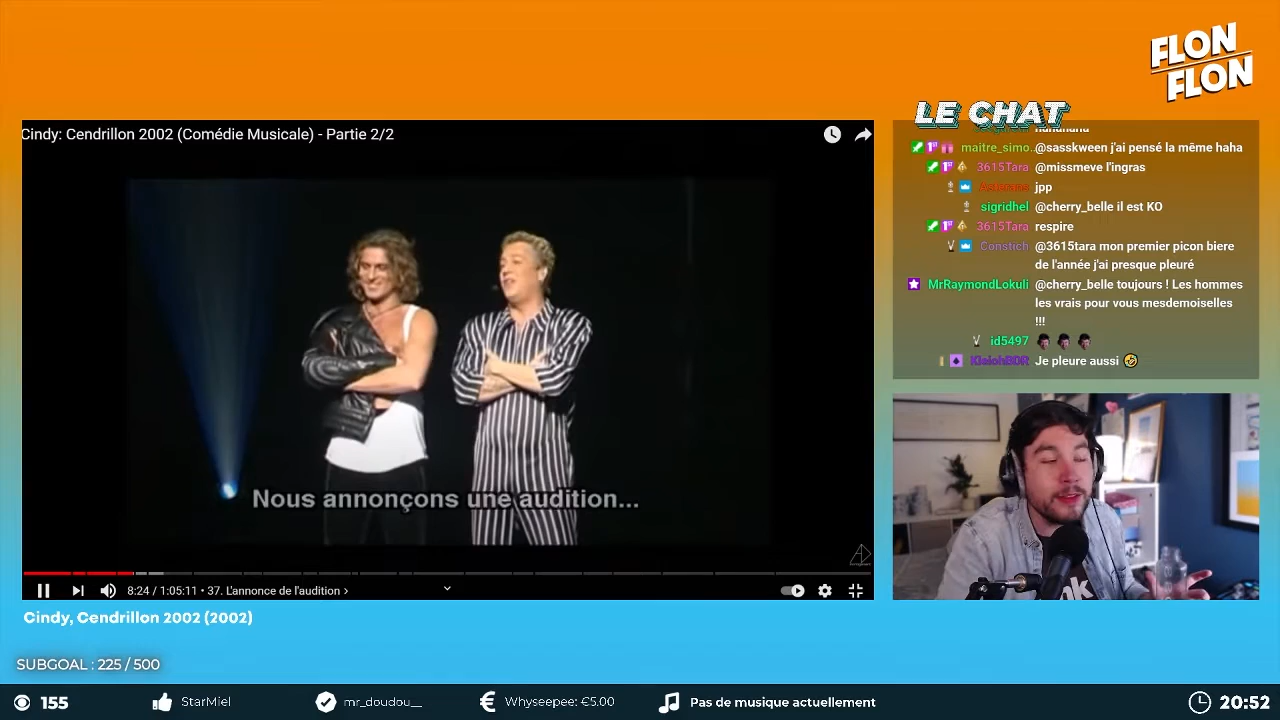 FLON
FLON
LE CHAT
Cindy: Cendrillon 2002 (Comédie Musicale) - Partie 2/2
maitre_simo.. @sasskween j'ai pensé la même haha
3615Tara @missmeve l'ingras
jpp
sigridhel @cherry_belle il est KO
3615Tara respire
Constich @3615tara mon premier picon biere
de l'année j'ai presque pleuré
MrRaymondLokuli @cherry_belle toujours ! Les hommes
les vrais pour vous mesdemoiselles
!!!
id5497
KlaiohB0R Je pleure aussi 🤣
Nous annonçons une audition...
8:24 / 1:05:11 • 37. L'annonce de l'audition ›
Cindy, Cendrillon 2002 (2002)
SUBGOAL : 225 / 500
155
StarMiel
mr_doudou__
€ Whyseepee: €5.00
Pas de musique actuellement
20:52